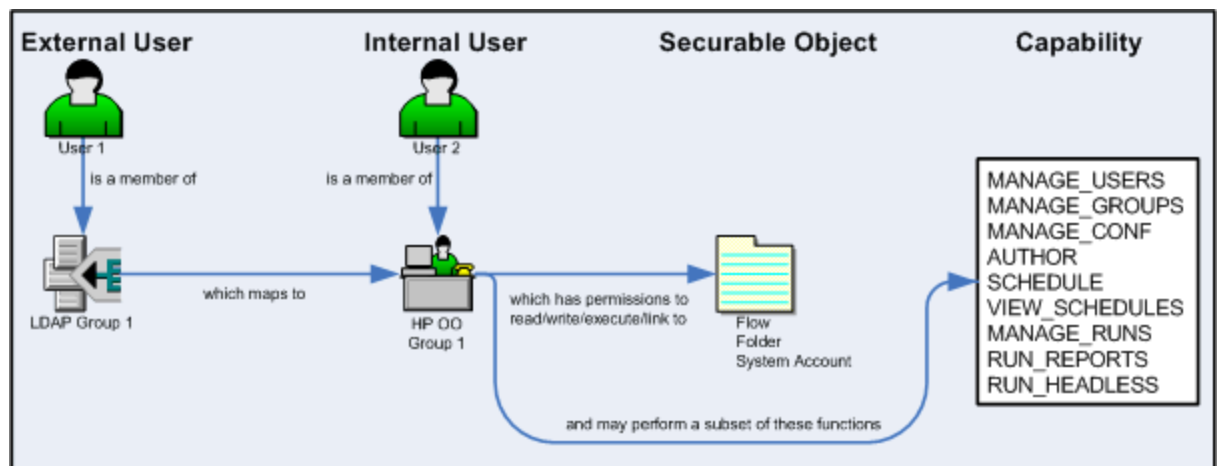 External User
Internal User
Securable Object
Capability
User 1
User 2
is a member of
is a member of
LDAP Group 1
which maps to
HP OO
Group 1
which has permissions to
read/write/execute/link to
Flow
Folder
System Account
and may perform a subset of these functions
MANAGE_USERS
MANAGE_GROUPS
MANAGE_CONF
AUTHOR
SCHEDULE
VIEW_SCHEDULES
MANAGE_RUNS
RUN_REPORTS
RUN_HEADLESS